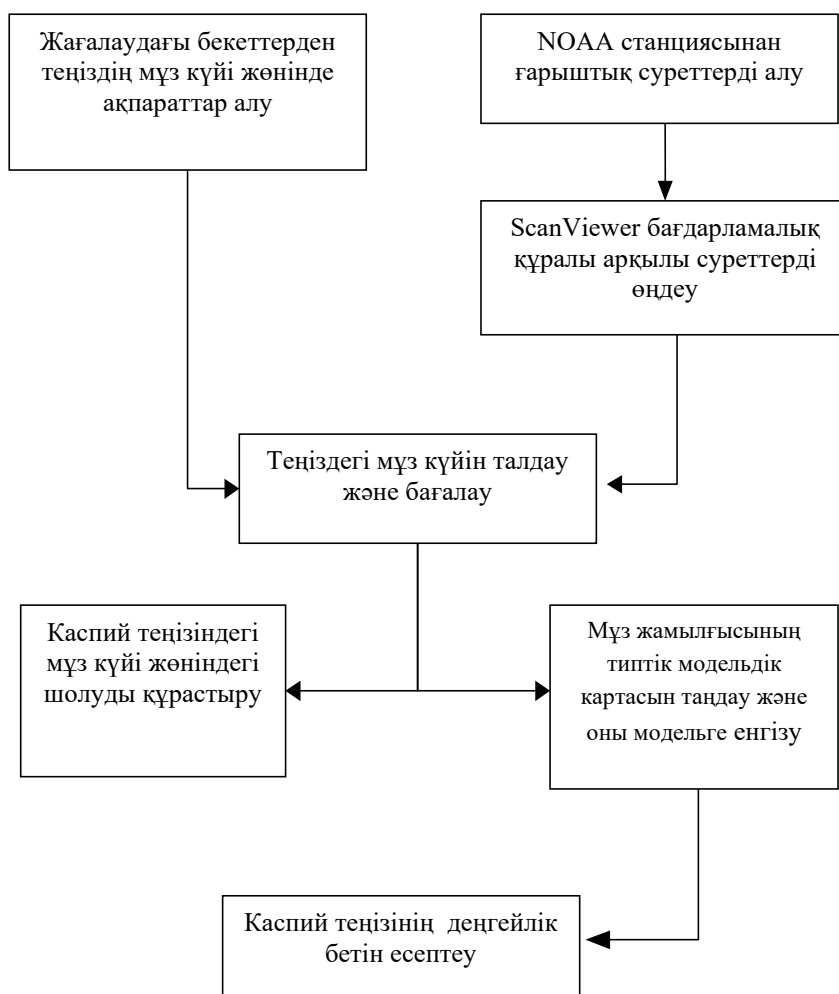 Жағалаудағы бекеттерден
теңіздің мұз күйі жөнінде
ақпараттар алу
NOAA станциясынан
ғарыштық суреттерді алу
ScanViewer бағдарламалық
құралы арқылы суреттерді
өңдеу
Теңіздегі мұз күйін талдау
және бағалау
Каспий теңізіндегі
мұз күйі жөніндегі
шолуды құрастыру
Мұз жамылғысының
типтік модельдік
картасын таңдау және
оны модельге енгізу
Каспий теңізінің деңгейлік
бетін есептеу